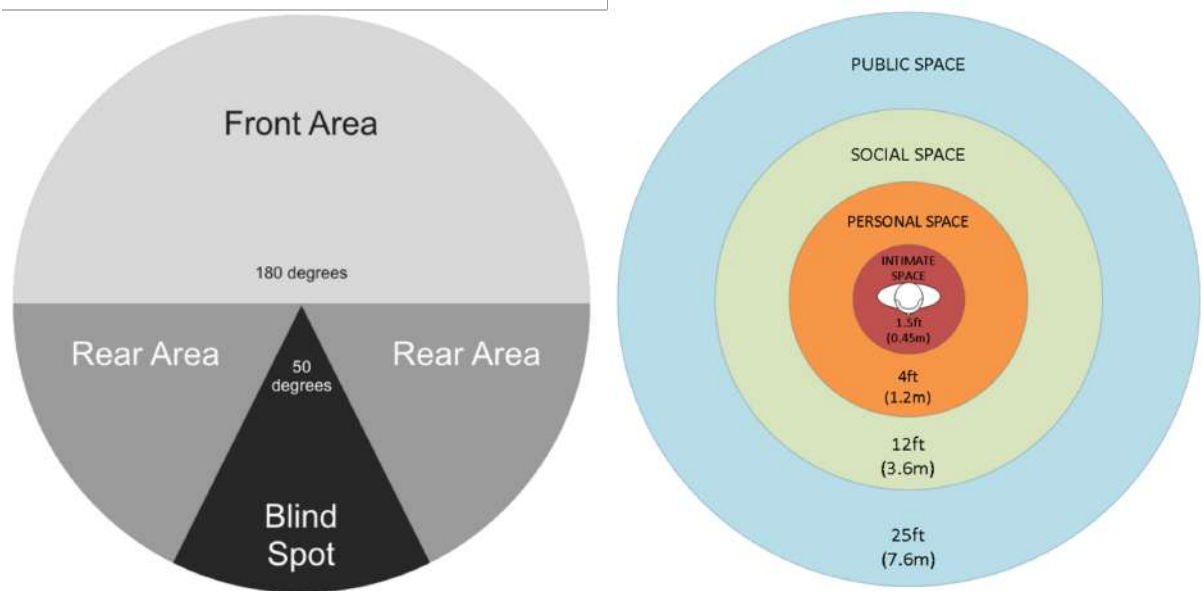 Front Area
180 degrees
Rear Area
Rear Area
50
degrees
Blind
Spot
PUBLIC SPACE
SOCIAL SPACE
PERSONAL SPACE
INTIMATE
SPACE
1.5ft
(0.45m)
4ft
(1.2m)
12ft
(3.6m)
25ft
(7.6m)